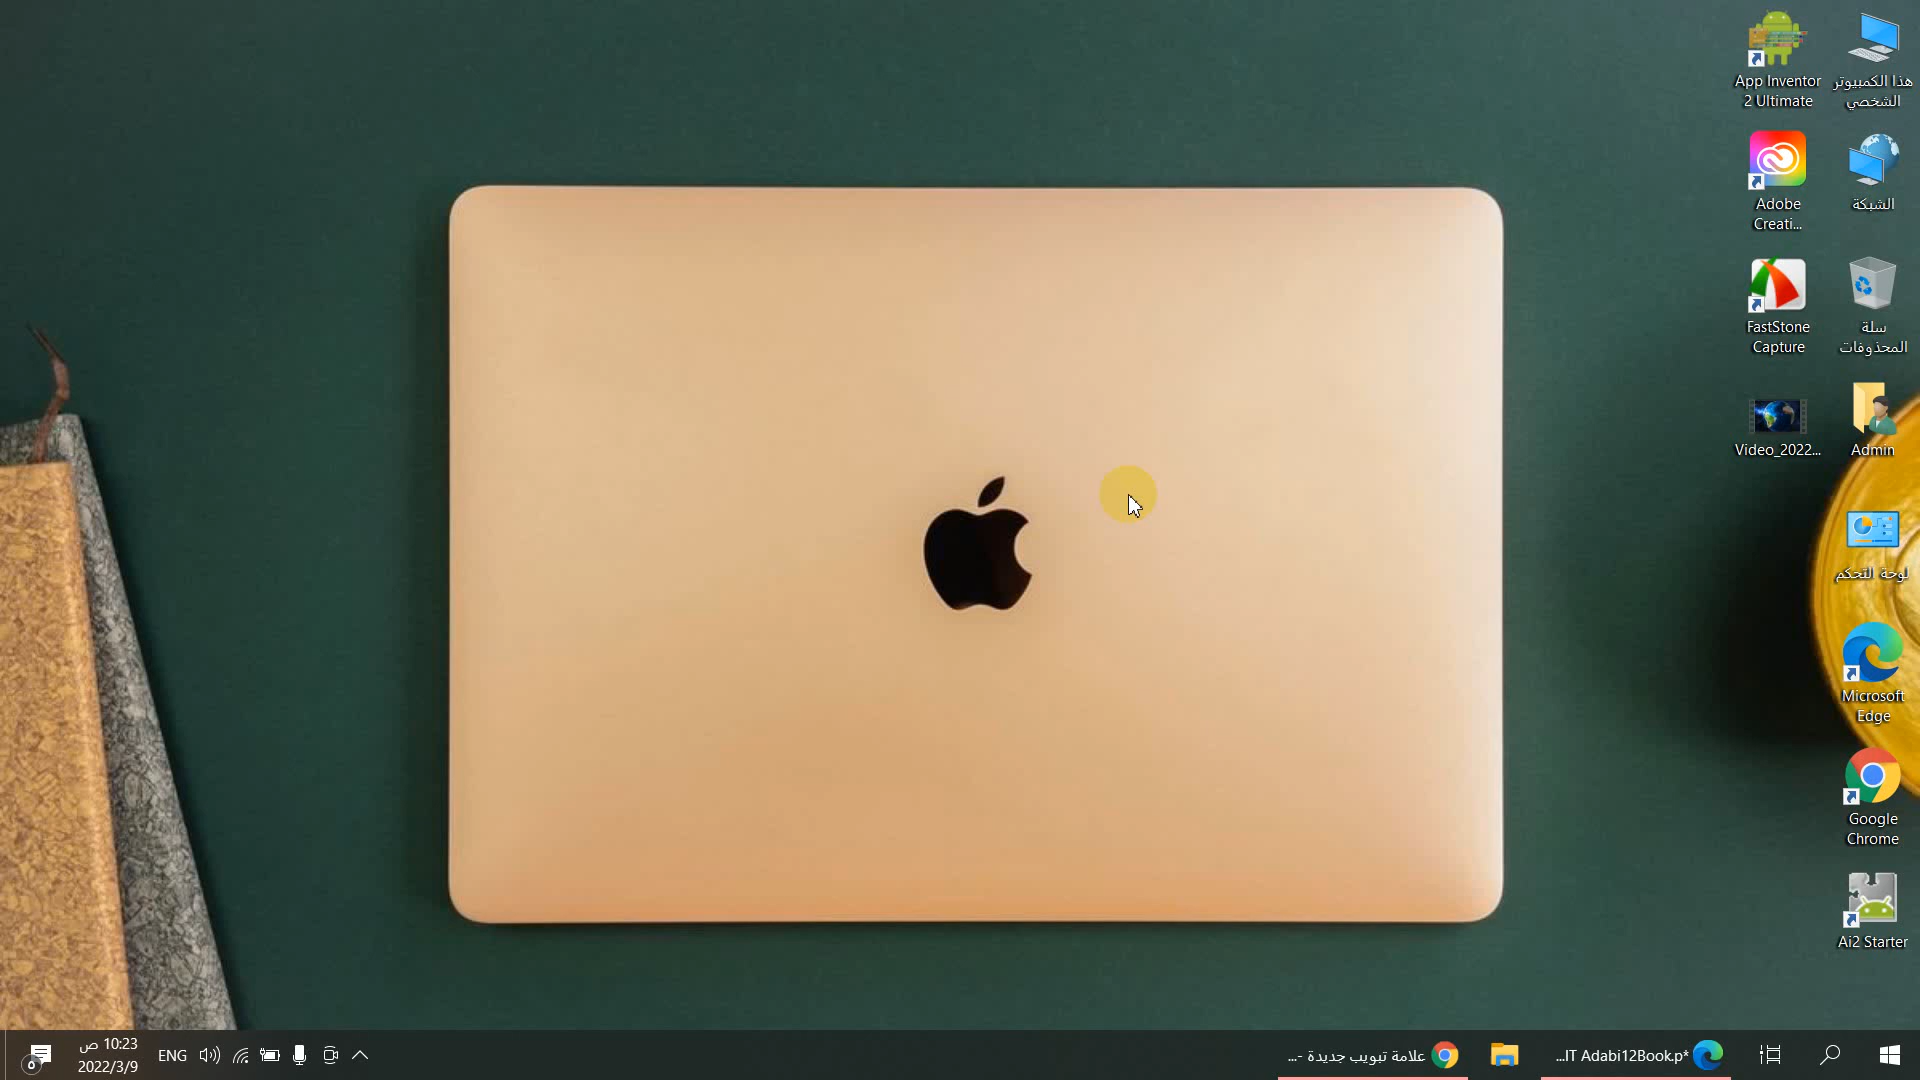 هذا الكمبيوتر
الشخصي
App Inventor
2 Ultimate
الشبكة
Adobe
Creati...
سلة
المحذوفات
FastStone
Capture
Admin
Video_2022...
لوحة التحكم
Microsoft
Edge
Google
Chrome
Ai2 Starter
...IT Adabi12Book.p*
علامة تبويب جديدة -...
ENG
10:23 ص
2022/3/9
6